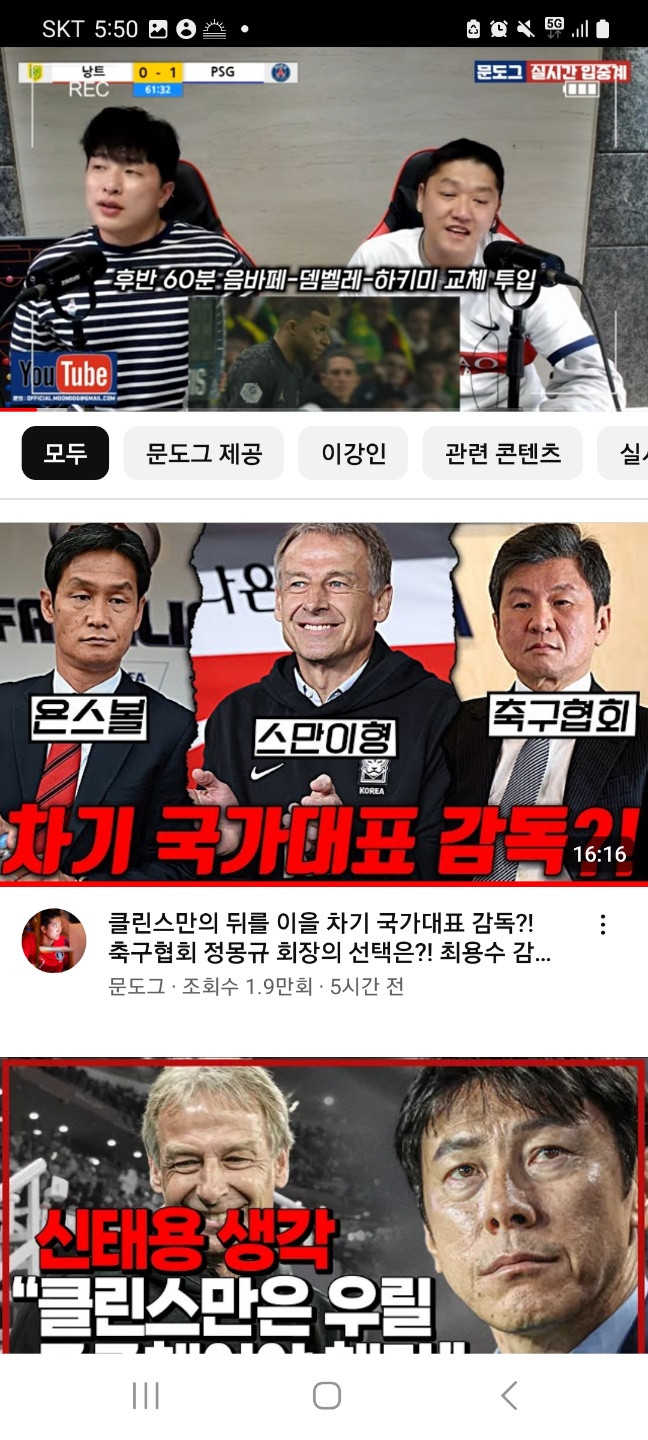 SKT 5:50
5G
낭트 0 - 1 PSG
61:32
REC
문도그 실시간 입중계
후반 60분 음바페-뎀벨레-하키미 교체 투입
YouTube
문의 : OFFICIAL.MOONDOG@GMAIL.COM
모두
문도그 제공
이강인
관련 콘텐츠
욘스볼
스만이형
축구협회
KOREA
차기 국가대표 감독?!
16:16
클린스만의 뒤를 이을 차기 국가대표 감독?!
축구협회 정몽규 회장의 선택은?! 최용수 감...
문도그 · 조회수 1.9만회 · 5시간 전
신태용 생각
“클린스만은 우릴